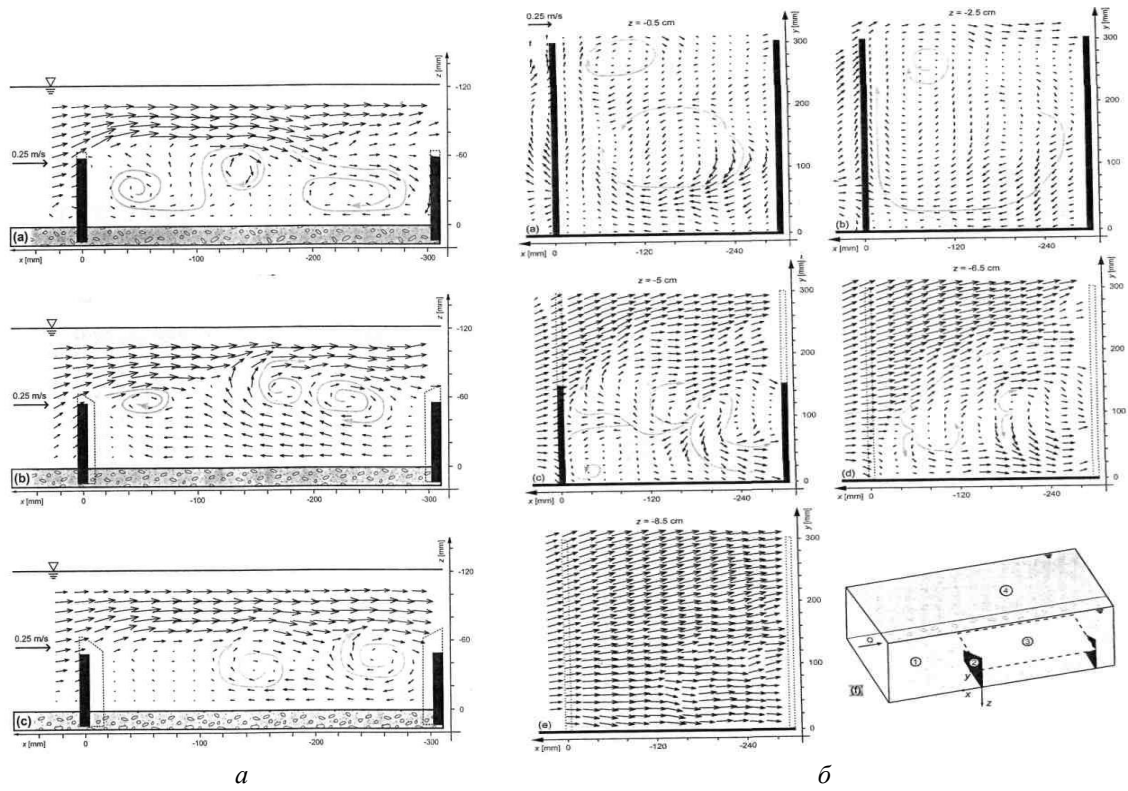 0.25 m/s
z [mm]
-120
-60
0
(a)
x [mm] 0 -100 -200 -300
z [mm]
-120
0.25 m/s
-60
0
(b)
x [mm] 0 -100 -200 -300
z [mm]
-120
0.25 m/s
-60
0
(c)
x [mm] 0 -100 -200 -300
а
0.25 m/s
z = -0.5 cm
y [mm]
300
200
100
0
(a)
x [mm] 0 -120 -240
z = -2.5 cm
y [mm]
300
200
100
0
(b)
x [mm] 0 -120 -240
z = -5 cm
y [mm]
300
200
100
0
(c)
x [mm] 0 -120 -240
z = -6.5 cm
y [mm]
300
200
100
0
(d)
x [mm] 0 -120 -240
z = -8.5 cm
y [mm]
300
200
100
0
(e)
x [mm] 0 -120 -240
4
Q
1
2
3
y
x
z
(f)
б